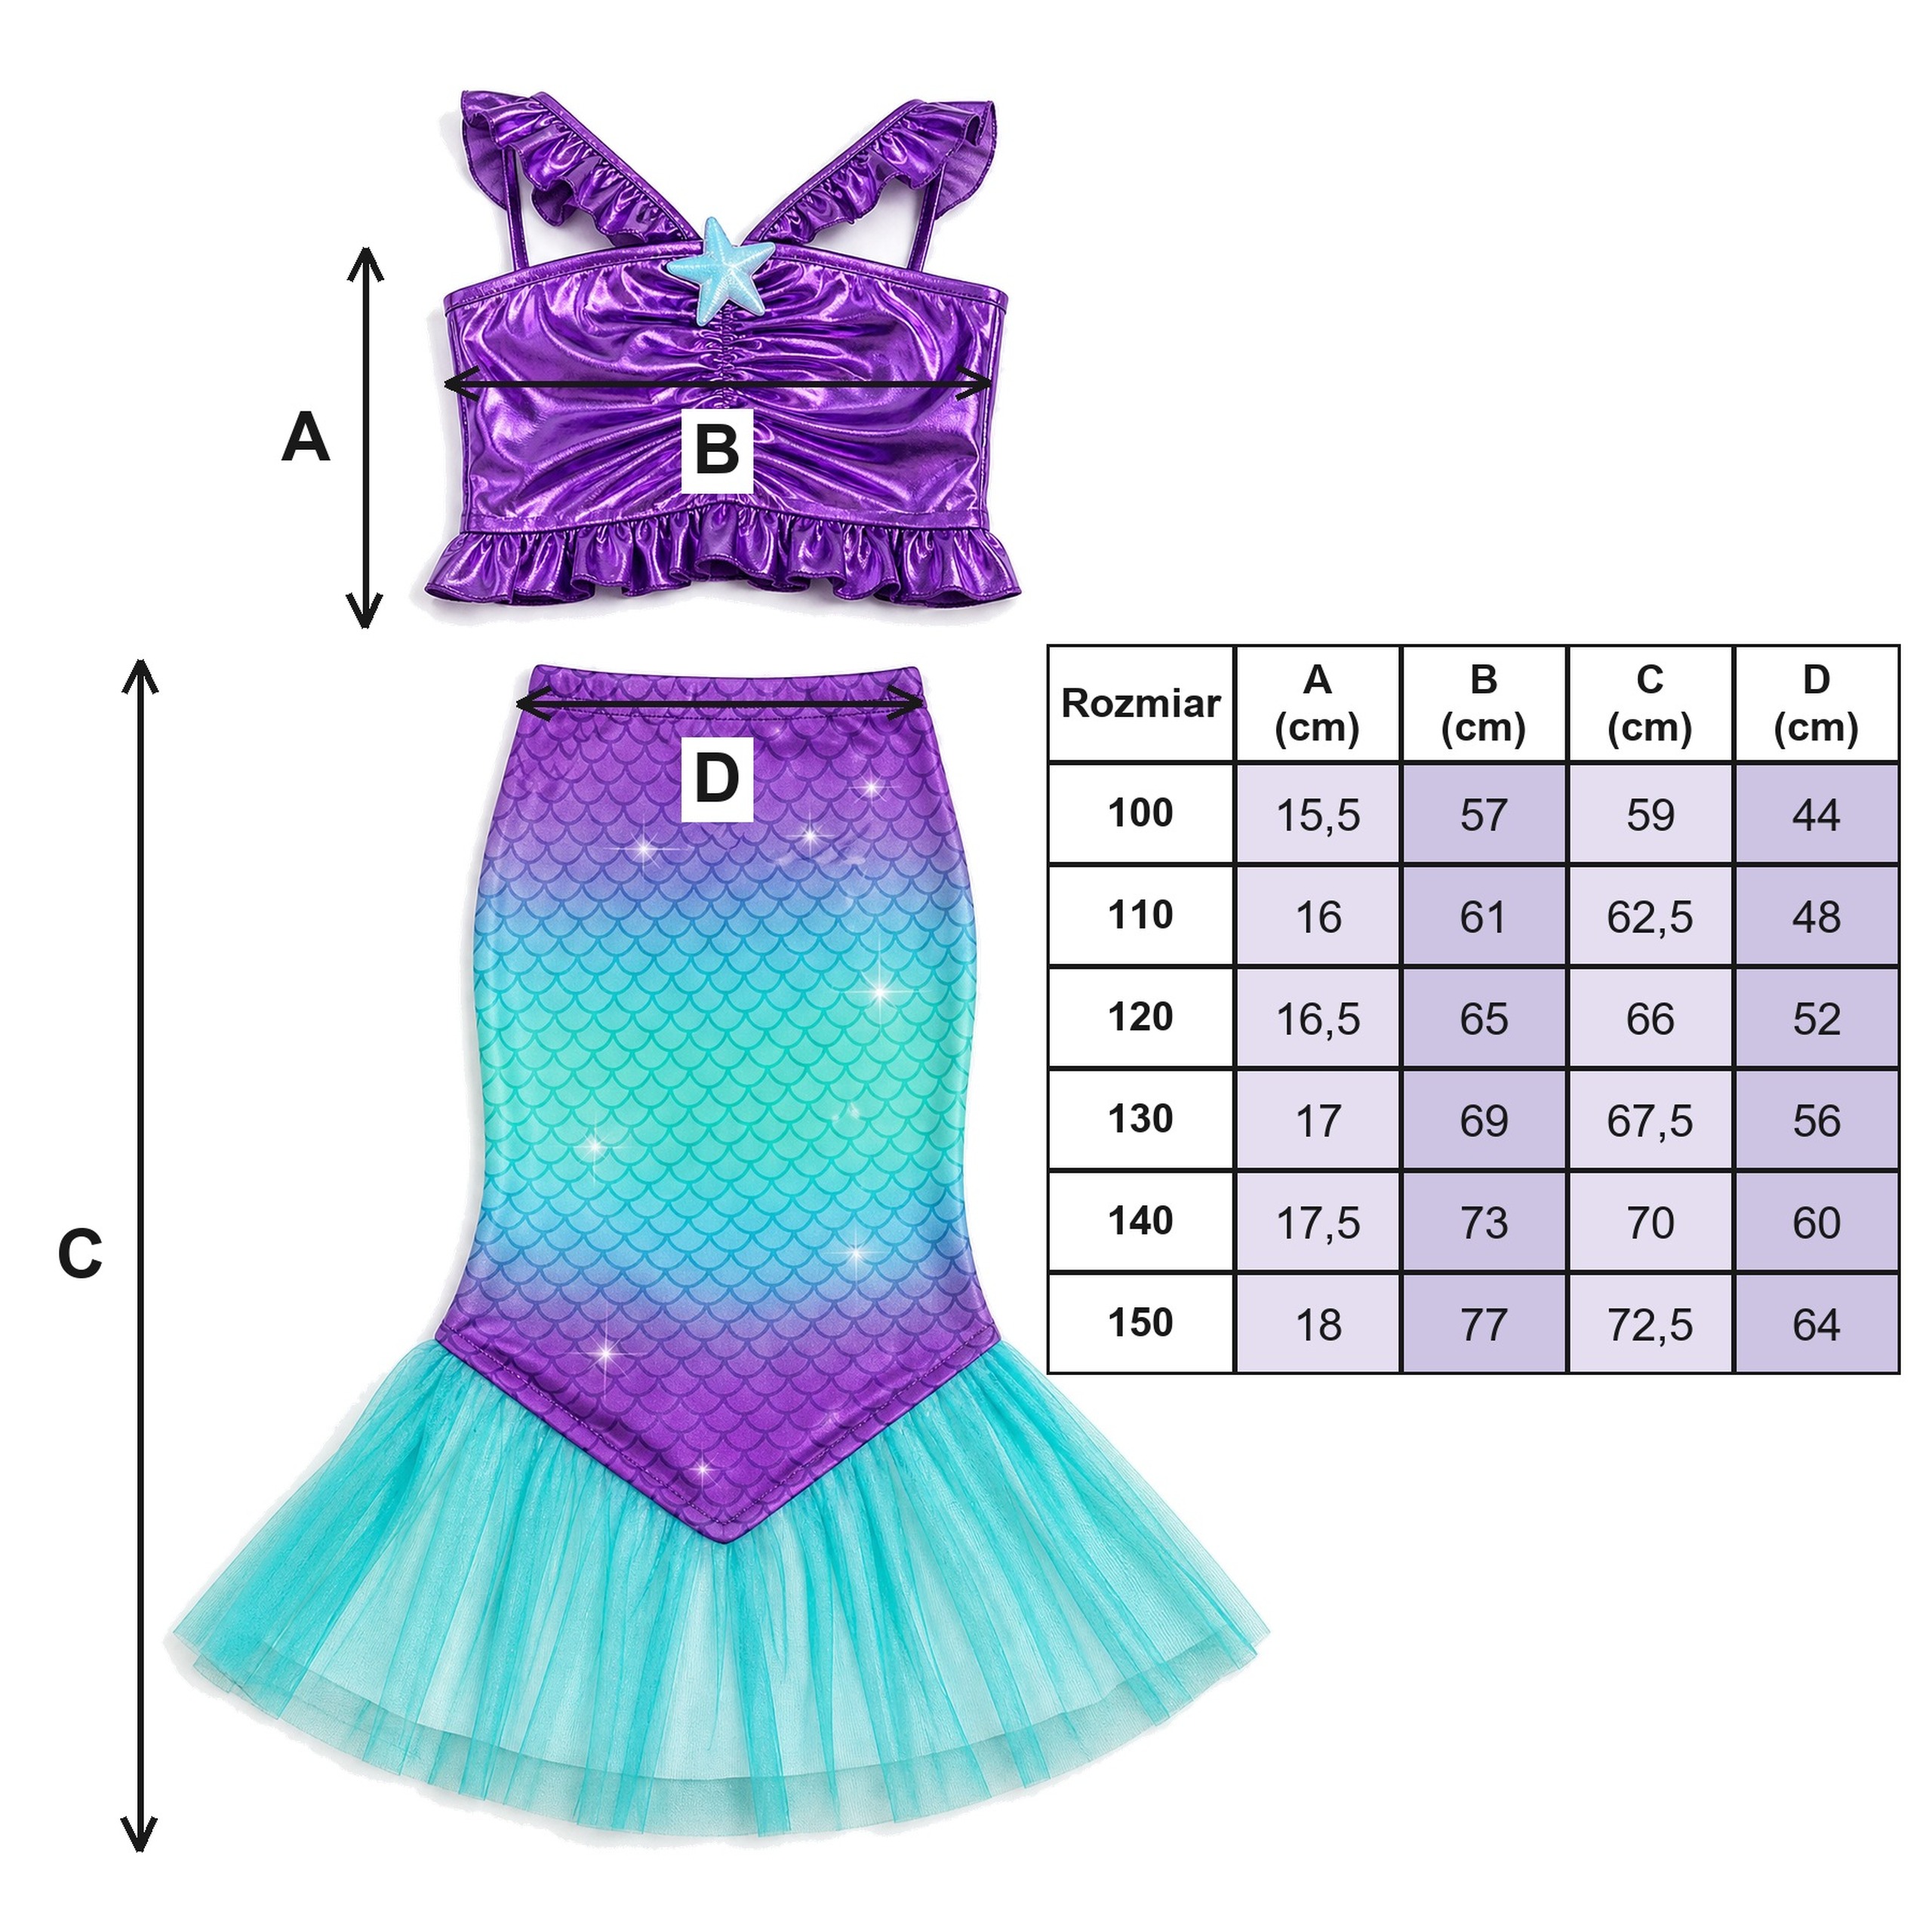 A
B
D
C
Rozmiar A (cm) B (cm) C (cm) D (cm)
100 15,5 57 59 44
110 16 61 62,5 48
120 16,5 65 66 52
130 17 69 67,5 56
140 17,5 73 70 60
150 18 77 72,5 64